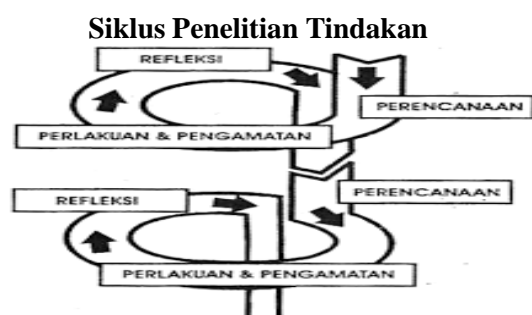 Siklus Penelitian Tindakan
REFLEKSI
PERENCANAAN
PERLAKUAN & PENGAMATAN
REFLEKSI
PERENCANAAN
PERLAKUAN & PENGAMATAN